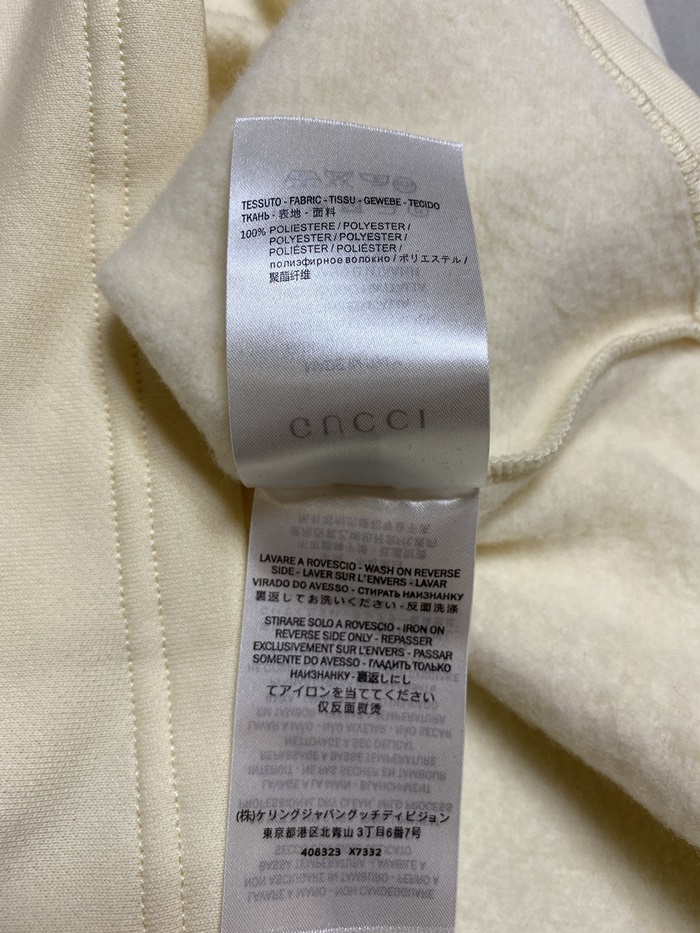 TESSUTO - FABRIC - TISSU - GEWEBE - TECIDO
ТКАНЬ - 表地 - 面料
100% POLIESTERE / POLYESTER /
POLYESTER / POLYESTER /
POLIÉSTER / POLIÉSTER /
полиэфирное волокно / ポリエステル /
聚酯纤维
GUCCI
LAVARE A ROVESCIO - WASH ON REVERSE
SIDE - LAVER SUR L'ENVERS - LAVAR
VIRADO DO AVESSO - СТИРАТЬ НАИЗНАНКУ
裏返してお洗いください - 反面洗涤
STIRARE SOLO A ROVESCIO - IRON ON
REVERSE SIDE ONLY - REPASSER
EXCLUSIVEMENT SUR L'ENVERS - PASSAR
SOMENTE DO AVESSO - ГЛАДИТЬ ТОЛЬКО
НАИЗНАНКУ - 裏返しにし
てアイロンを当ててください
仅反面熨烫
(株)ケリングジャパングッチディビジョン
東京都港区北青山 3丁目6番7号
408323 X7332